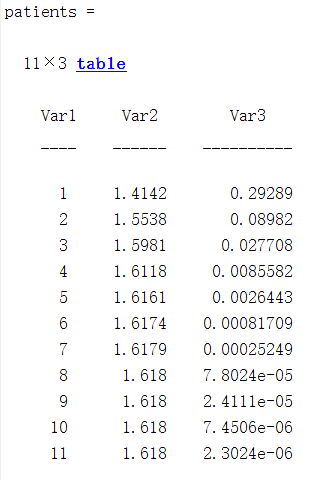 patients =
11×3 table
Var1 Var2 Var3
____ ______ __________
1 1.4142 0.29289
2 1.5538 0.08982
3 1.5981 0.027708
4 1.6118 0.0085582
5 1.6161 0.0026443
6 1.6174 0.00081709
7 1.6179 0.00025249
8 1.618 7.8024e-05
9 1.618 2.4111e-05
10 1.618 7.4506e-06
11 1.618 2.3024e-06